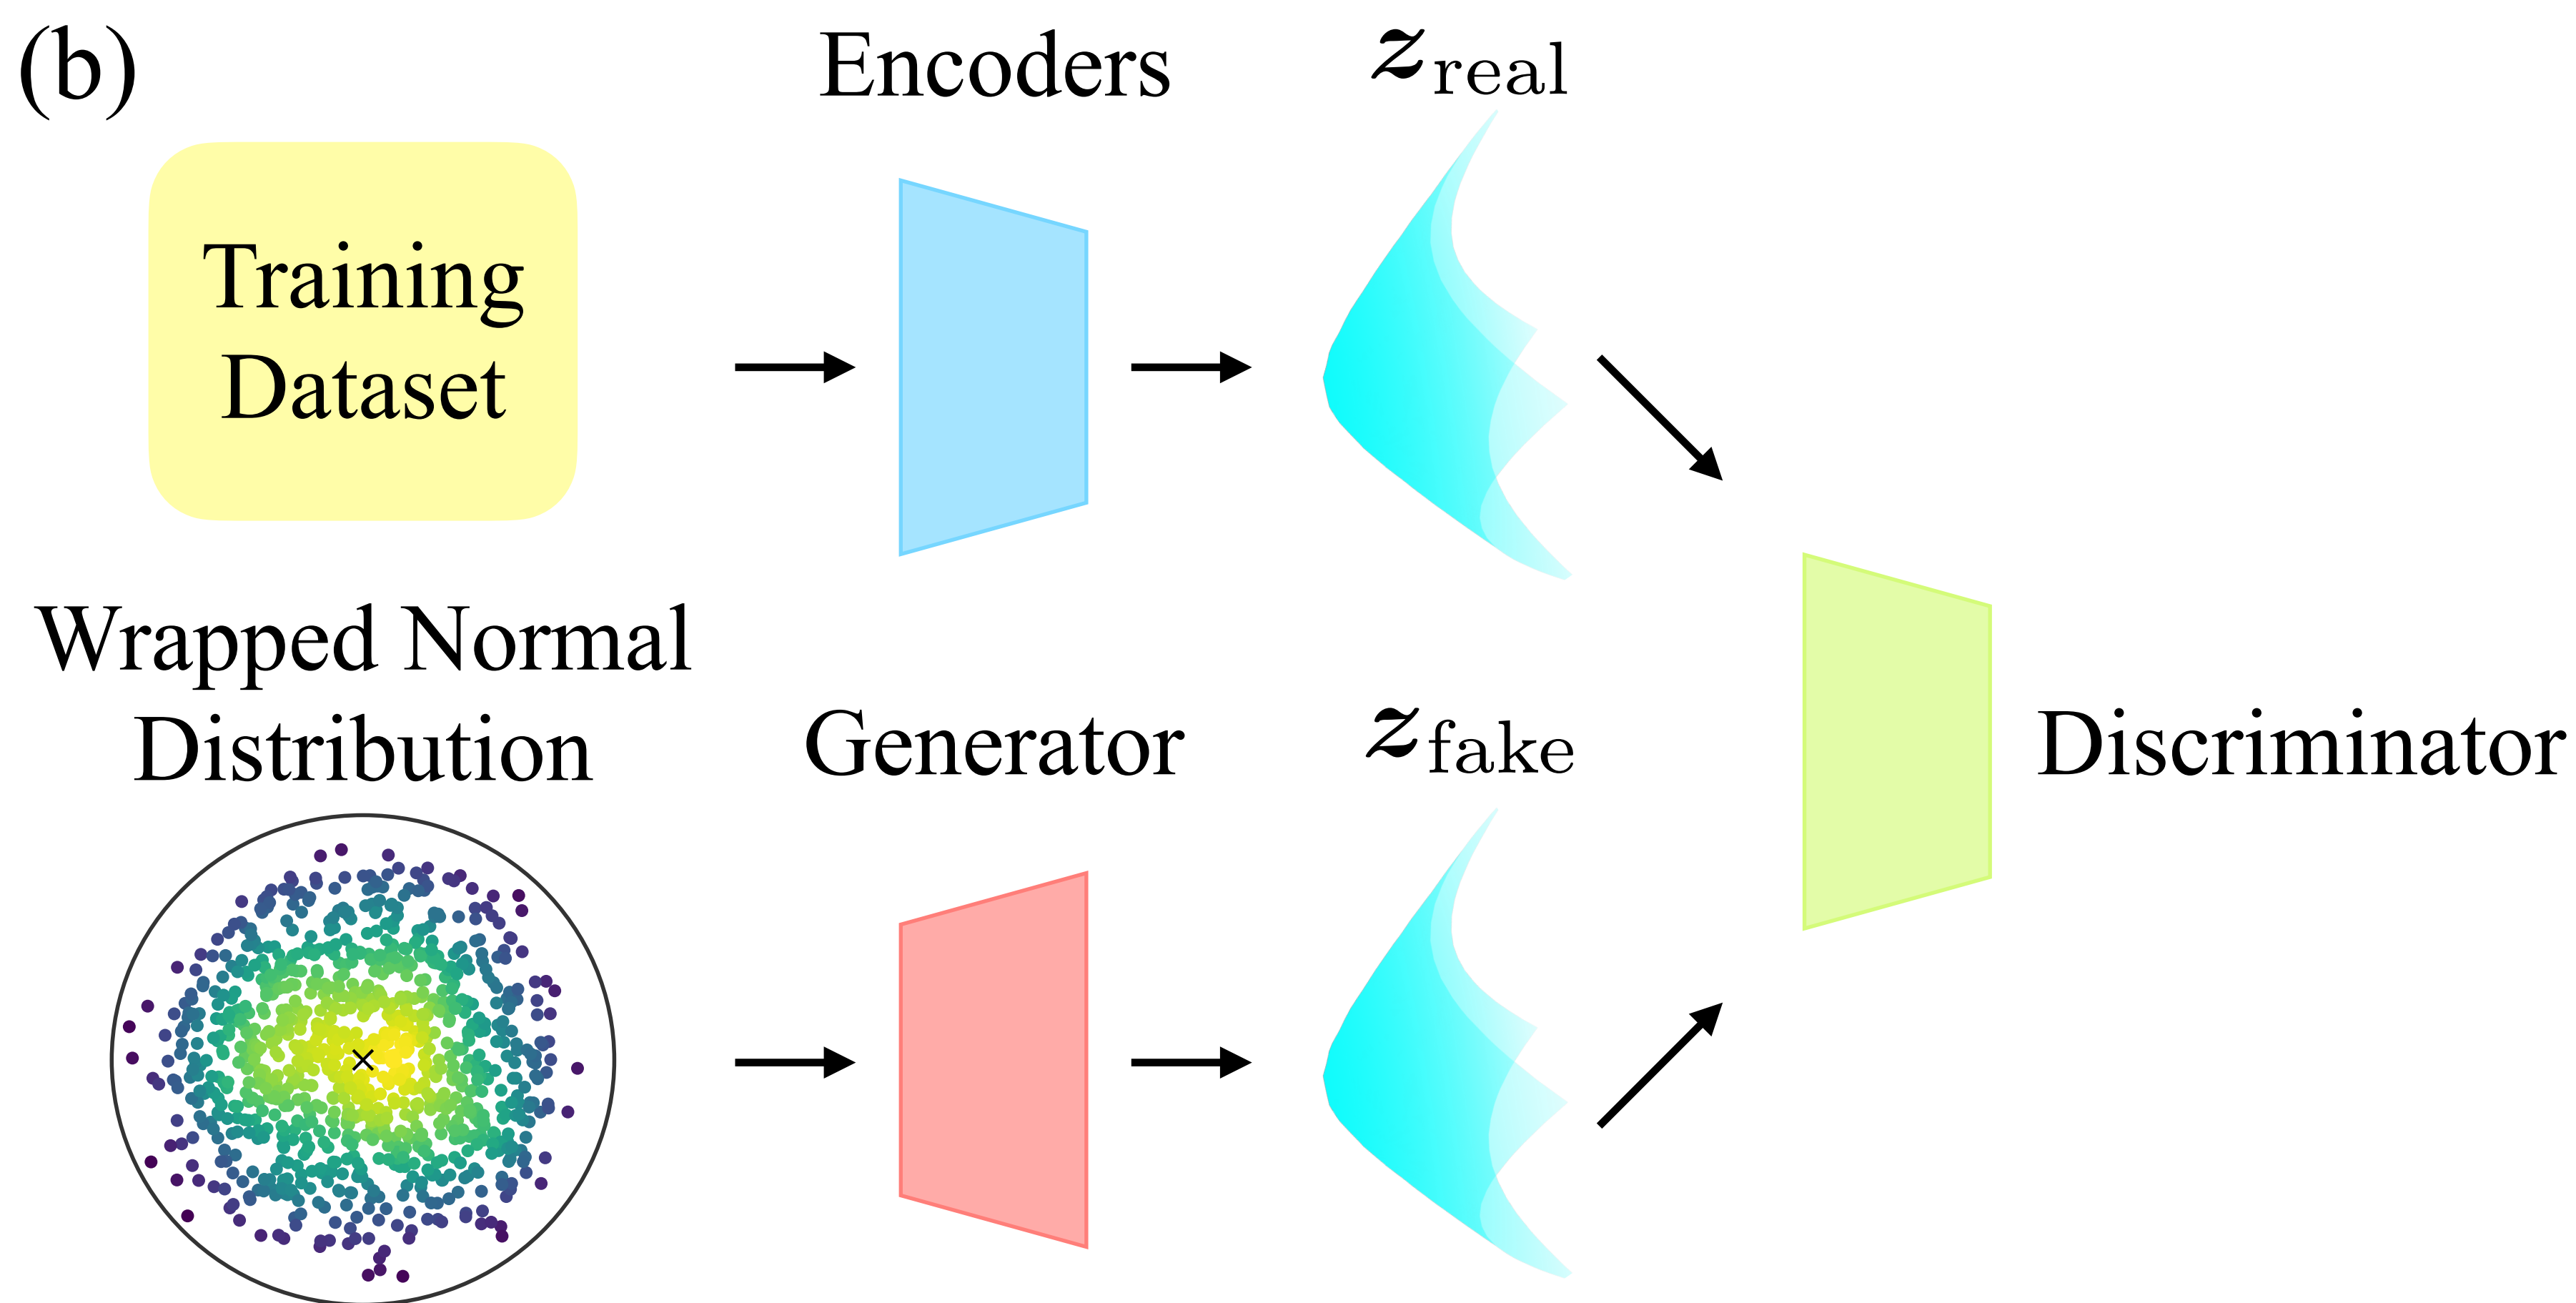 (b)
Encoders
z_real
Training
Dataset
Wrapped Normal
Distribution
Generator
z_fake
Discriminator